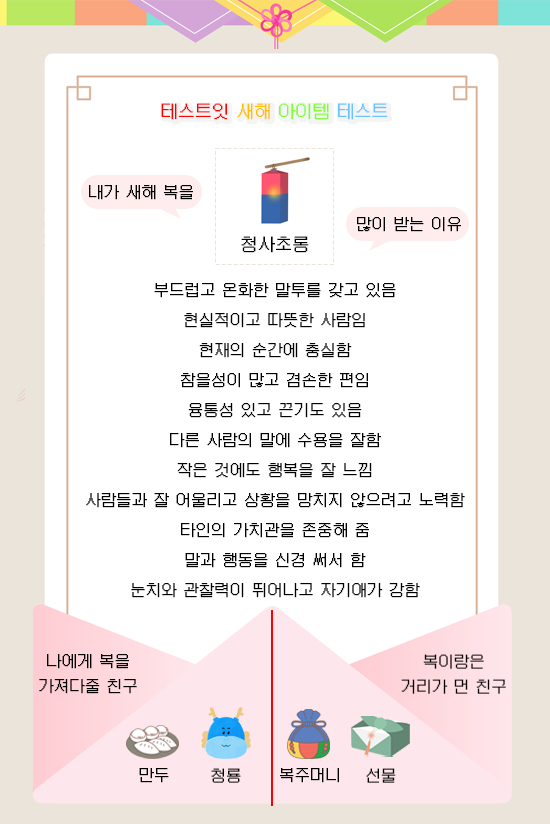 테스트잇 새해 아이템 테스트
내가 새해 복을
많이 받는 이유
청사초롱
부드럽고 온화한 말투를 갖고 있음
현실적이고 따뜻한 사람임
현재의 순간에 충실함
참을성이 많고 겸손한 편임
융통성 있고 끈기도 있음
다른 사람의 말에 수용을 잘함
작은 것에도 행복을 잘 느낌
사람들과 잘 어울리고 상황을 망치지 않으려고 노력함
타인의 가치관을 존중해 줌
말과 행동을 신경 써서 함
눈치와 관찰력이 뛰어나고 자기애가 강함
나에게 복을
가져다줄 친구
만두
청룡
복이랑은
거리가 먼 친구
복주머니
선물